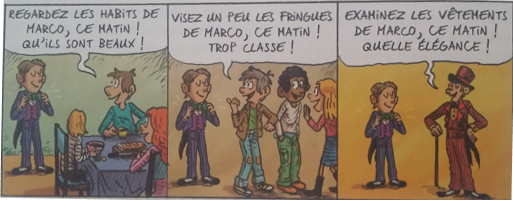 REGARDEZ LES HABITS DE
MARCO, CE MATIN !
QU'ILS SONT BEAUX !
VISEZ UN PEU LES FRINGUES
DE MARCO, CE MATIN !
TROP CLASSE !
EXAMINEZ LES VÊTEMENTS
DE MARCO, CE MATIN !
QUELLE ÉLÉGANCE !